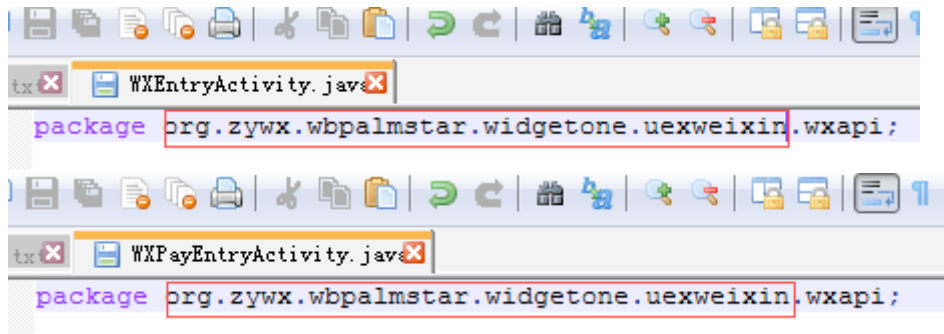 txt
WXEntryActivity.java
package org.zywx.wbpalmstar.widgetone.uexweixin.wxapi;
txt
WXPayEntryActivity.java
package org.zywx.wbpalmstar.widgetone.uexweixin.wxapi;